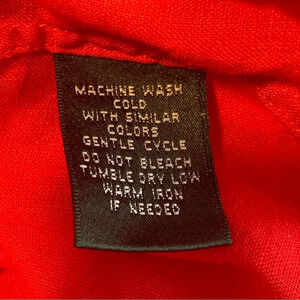 MACHINE WASH
COLD
WITH SIMILAR
COLORS
GENTLE CYCLE
DO NOT BLEACH
TUMBLE DRY LOW
WARM IRON
IF NEEDED